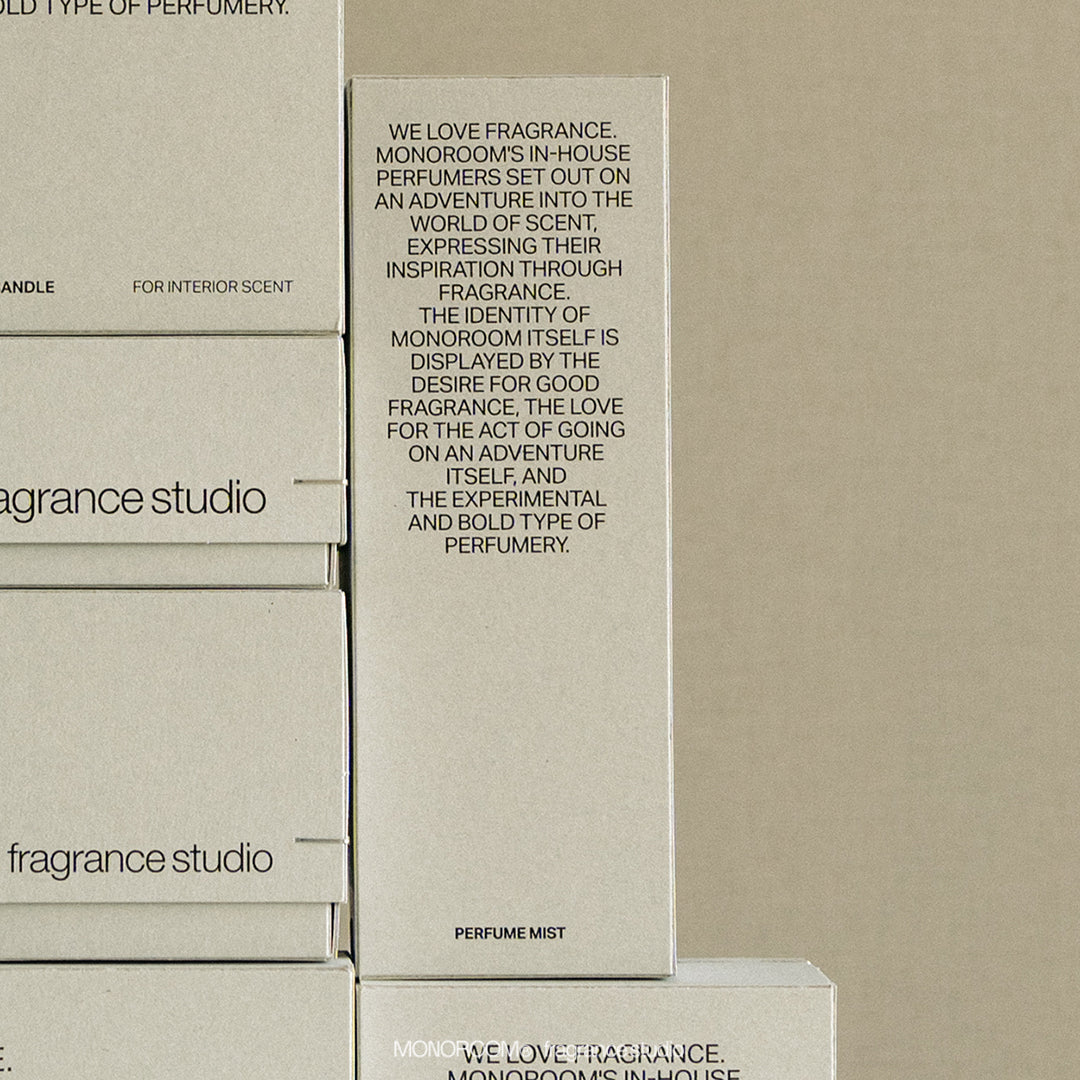 OLD TYPE OF PERFUMERY.
ANDLE
FOR INTERIOR SCENT
agrance studio
fragrance studio
WE LOVE FRAGRANCE.
MONOROOM'S IN-HOUSE
PERFUMERS SET OUT ON
AN ADVENTURE INTO THE
WORLD OF SCENT,
EXPRESSING THEIR
INSPIRATION THROUGH
FRAGRANCE.
THE IDENTITY OF
MONOROOM ITSELF IS
DISPLAYED BY THE
DESIRE FOR GOOD
FRAGRANCE, THE LOVE
FOR THE ACT OF GOING
ON AN ADVENTURE
ITSELF, AND
THE EXPERIMENTAL
AND BOLD TYPE OF
PERFUMERY.
PERFUME MIST
E.
WE LOVE FRAGRANCE.
MONOROOM'S IN-HOUSE
MONOROOM® fragrance studio